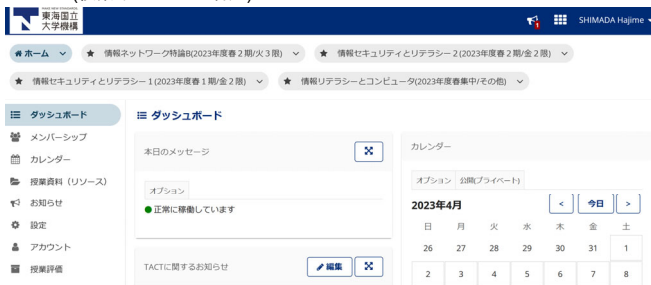 東海国立
大学機構
SHIMADA Hajime
ホーム
情報ネットワーク特論B(2023年度春2期/火3限)
情報セキュリティとリテラシー2(2023年度春2期/金2限)
情報セキュリティとリテラシー1(2023年度春1期/金2限)
情報リテラシーとコンピュータ(2023年度春集中/その他)
ダッシュボード
メンバーシップ
カレンダー
授業資料(リソース)
お知らせ
設定
アカウント
授業評価
ダッシュボード
本日のメッセージ
オプション
正常に稼働しています
TACTに関するお知らせ
編集
カレンダー
オプション 公開(プライベート)
2023年4月
< 今日 >
日 月 火 水 木 金 土
26 27 28 29 30 31 1
2 3 4 5 6 7 8